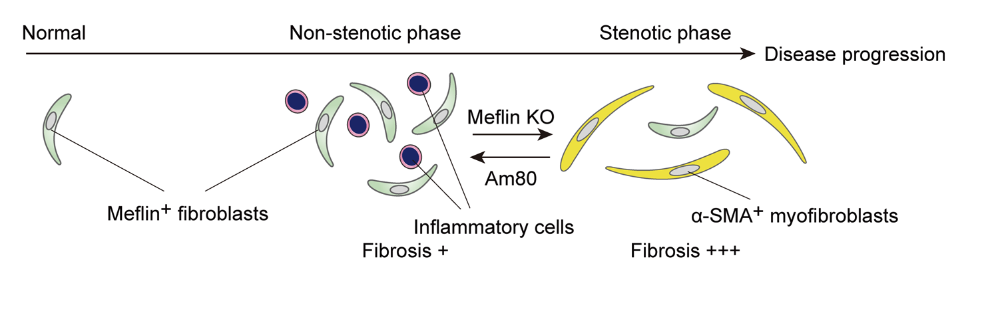 Normal
Non-stenotic phase
Stenotic phase
Disease progression
Meflin KO
Am80
Meflin+ fibroblasts
Inflammatory cells
α-SMA+ myofibroblasts
Fibrosis +
Fibrosis +++